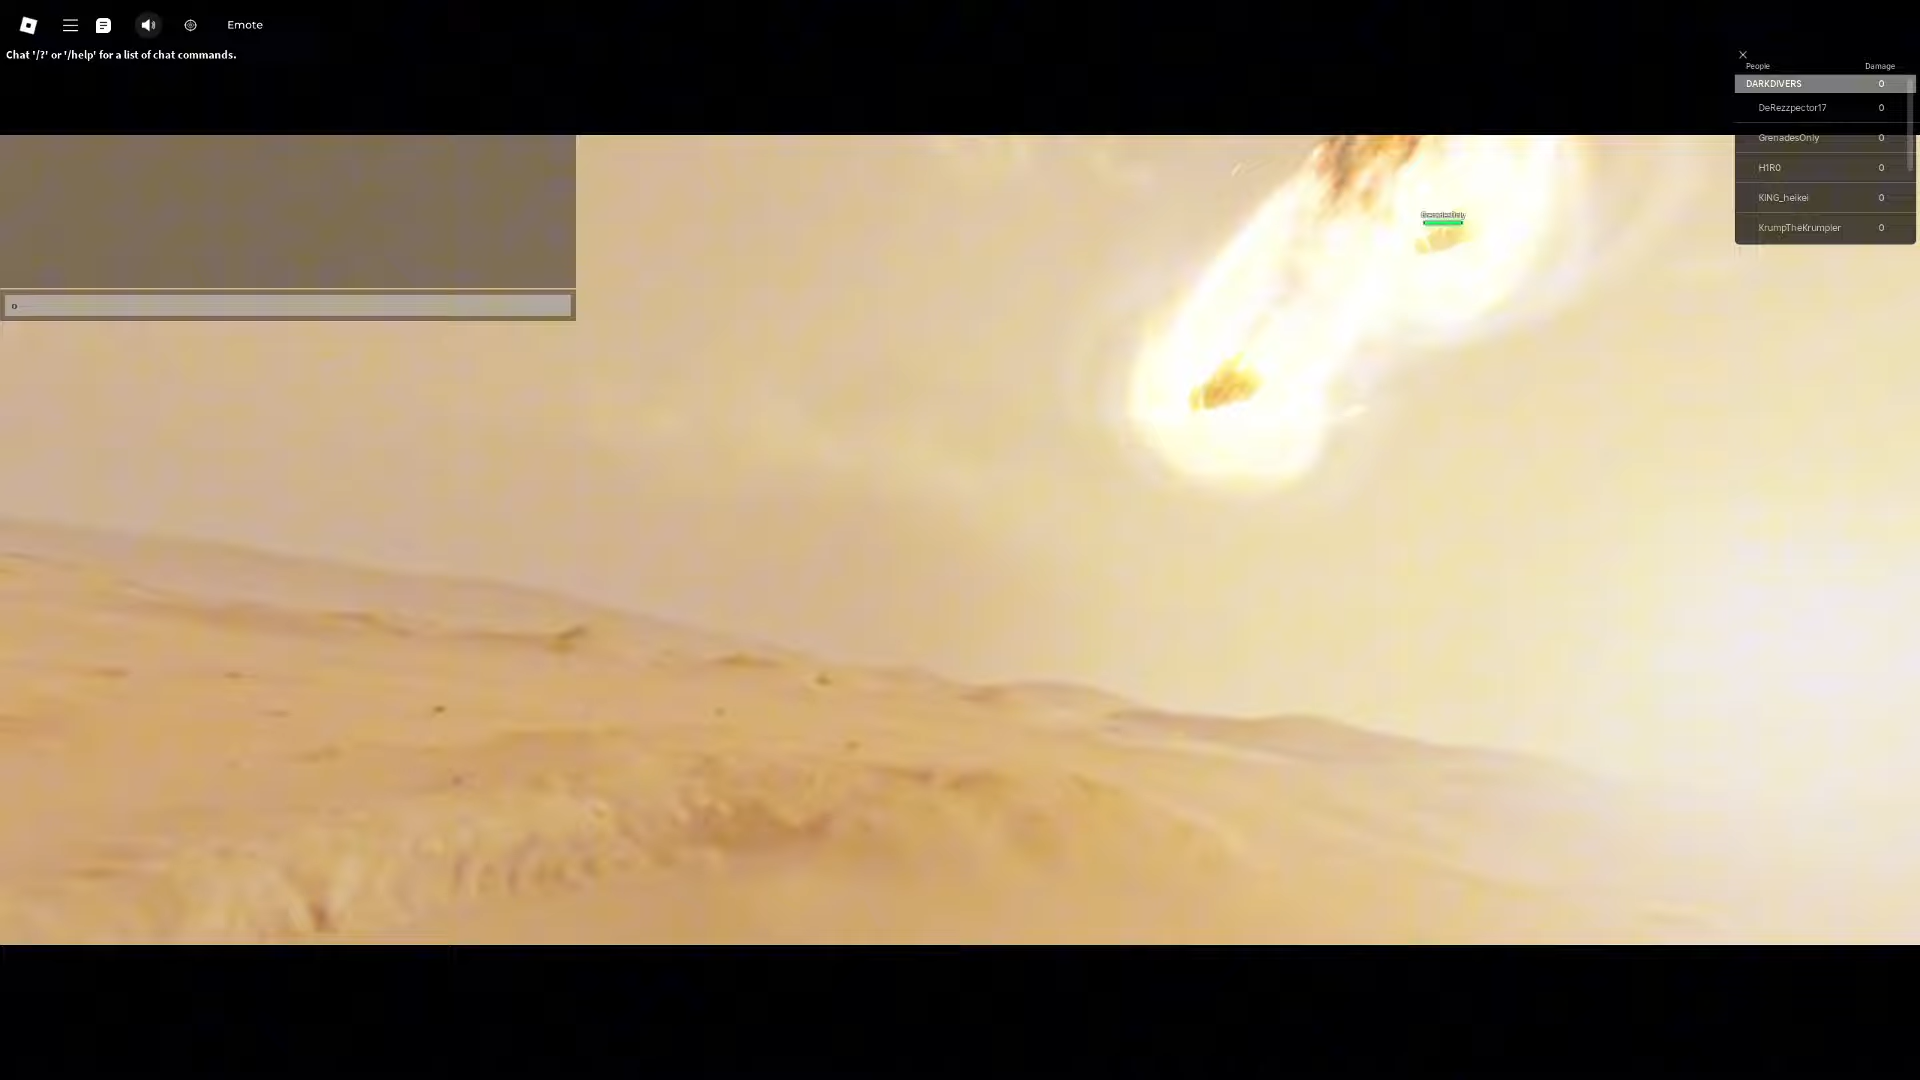 Emote
Chat '/?' or '/help' for a list of chat commands.
People Damage
DARKDIVERS 0
DeRezzpector17 0
GrenadesOnly 0
H1R0 0
KING_heikei 0
KrumpTheKrumpler 0
GrenadesOnly